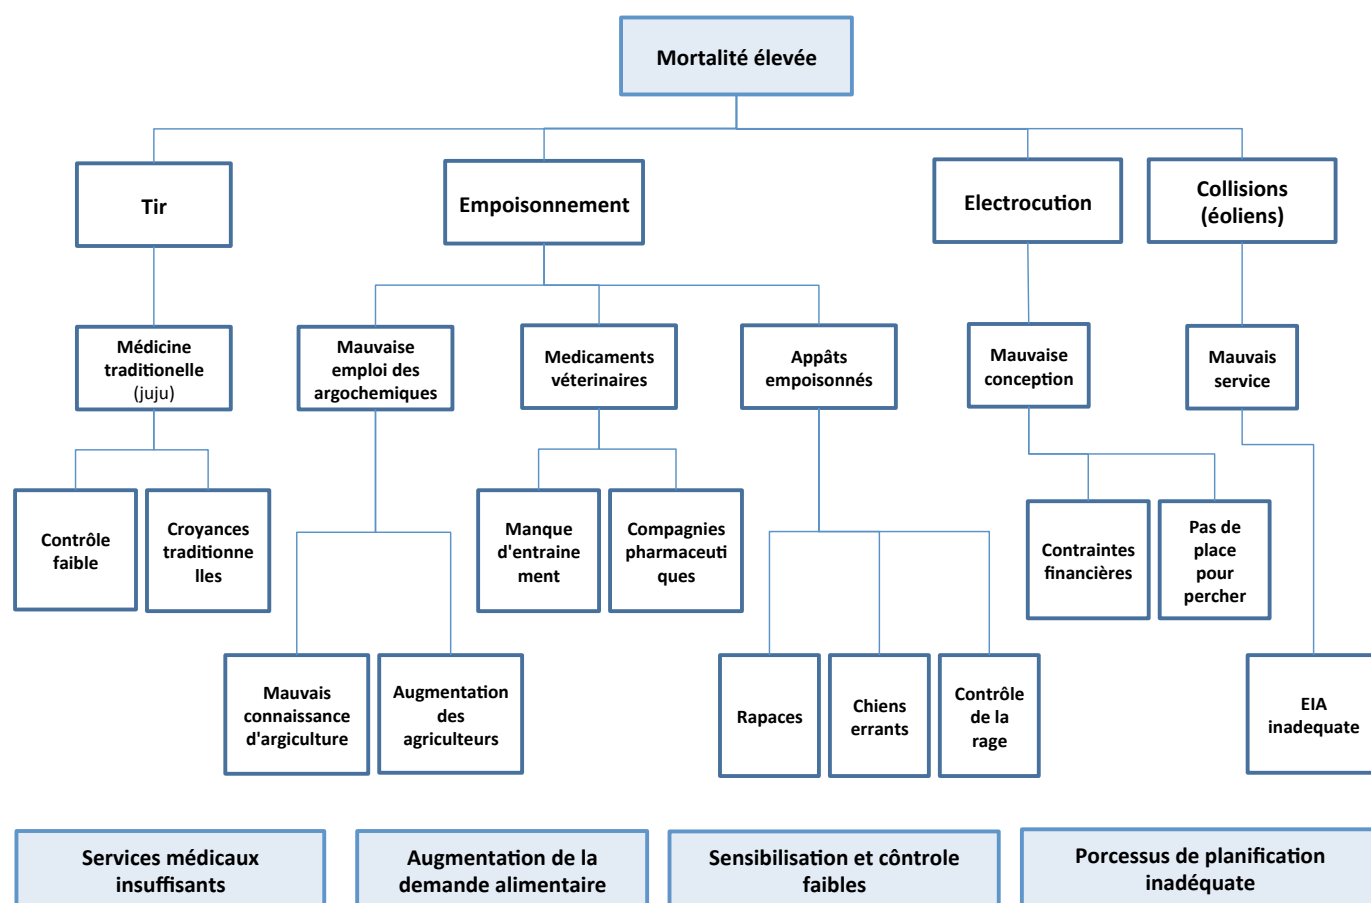 Mortalité élevée
Tir
Empoisonnement
Electrocution
Collisions
(éoliens)
Médicine
traditionelle
(juju)
Mauvaise
emploi des
argochemiques
Medicaments
véterinaires
Appâts
empoisonnés
Mauvaise
conception
Mauvais
service
Contrôle
faible
Croyances
traditionne
lles
Manque
d'entraine
ment
Compagnies
pharmaceuti
ques
Contraintes
financières
Pas de
place
pour
percher
Mauvais
connaissance
d'argiculture
Augmentation
des
agriculteurs
Rapaces
Chiens
errants
Contrôle
de la
rage
EIA
inadequate
Services médicaux
insuffisants
Augmentation de la
demande alimentaire
Sensibilisation et côntrole
faibles
Porcessus de planification
inadéquate